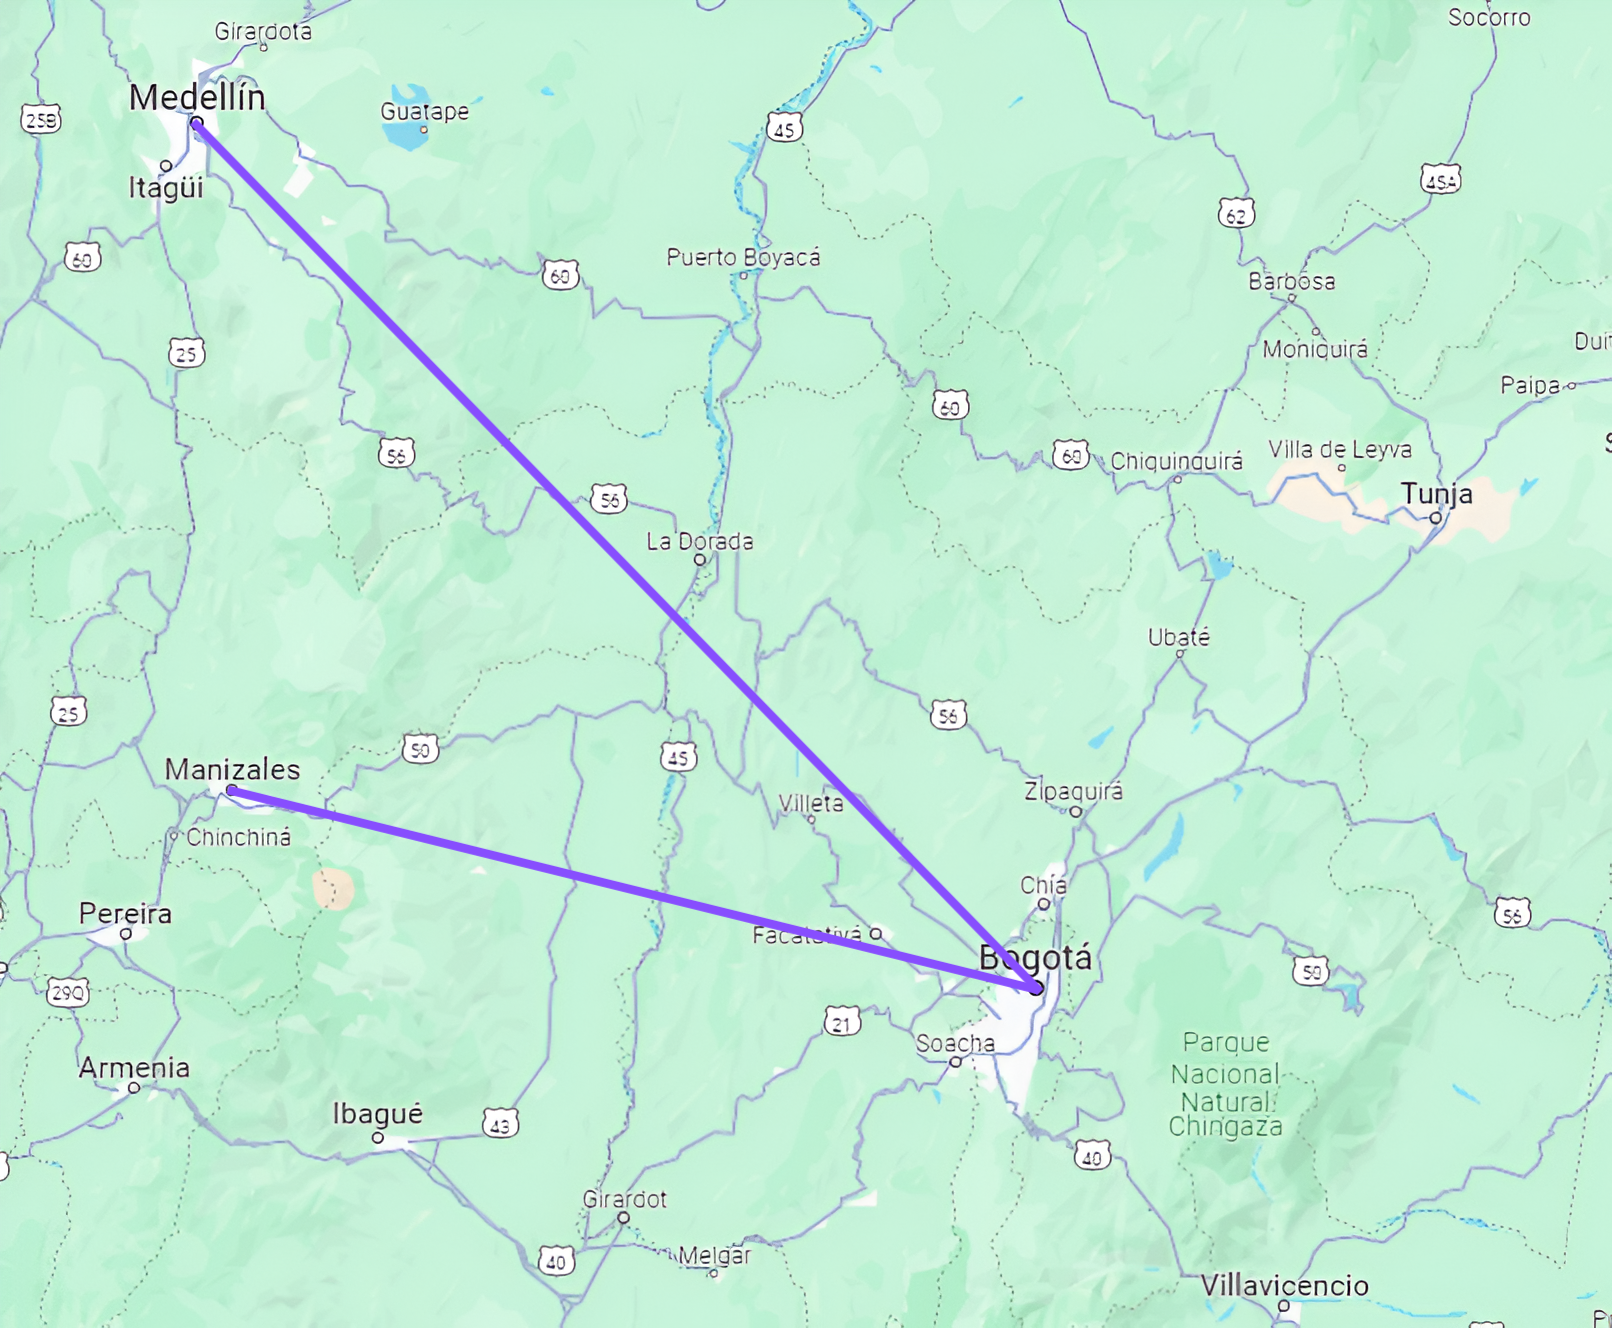 Socorro
Girardota
Medellín
Guatape
25B
45
Itagüi
45A
62
60
Puerto Boyacá
60
Barbosa
Moniquirá
25
Duit
Paipa
60
56
60
Chiquinquirá
Villa de Leyva
S
Tunja
56
La Dorada
Ubaté
25
56
50
45
Manizales
Villeta
Zipaquirá
Chinchiná
Chía
Pereira
56
Facatativá
Bogotá
50
29Q
21
Soacha
Parque
Nacional
Natural
Chingaza
Armenia
Ibagué
43
40
Girardot
40
Melgar
Villavicencio